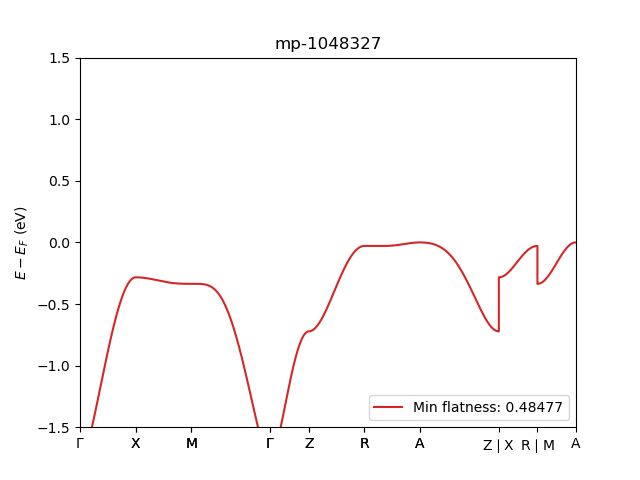 mp-1048327
E − E_F (eV)
1.5
1.0
0.5
0.0
−0.5
−1.0
−1.5
Min flatness: 0.48477
Γ X M Γ Z R A Z | X R | M A